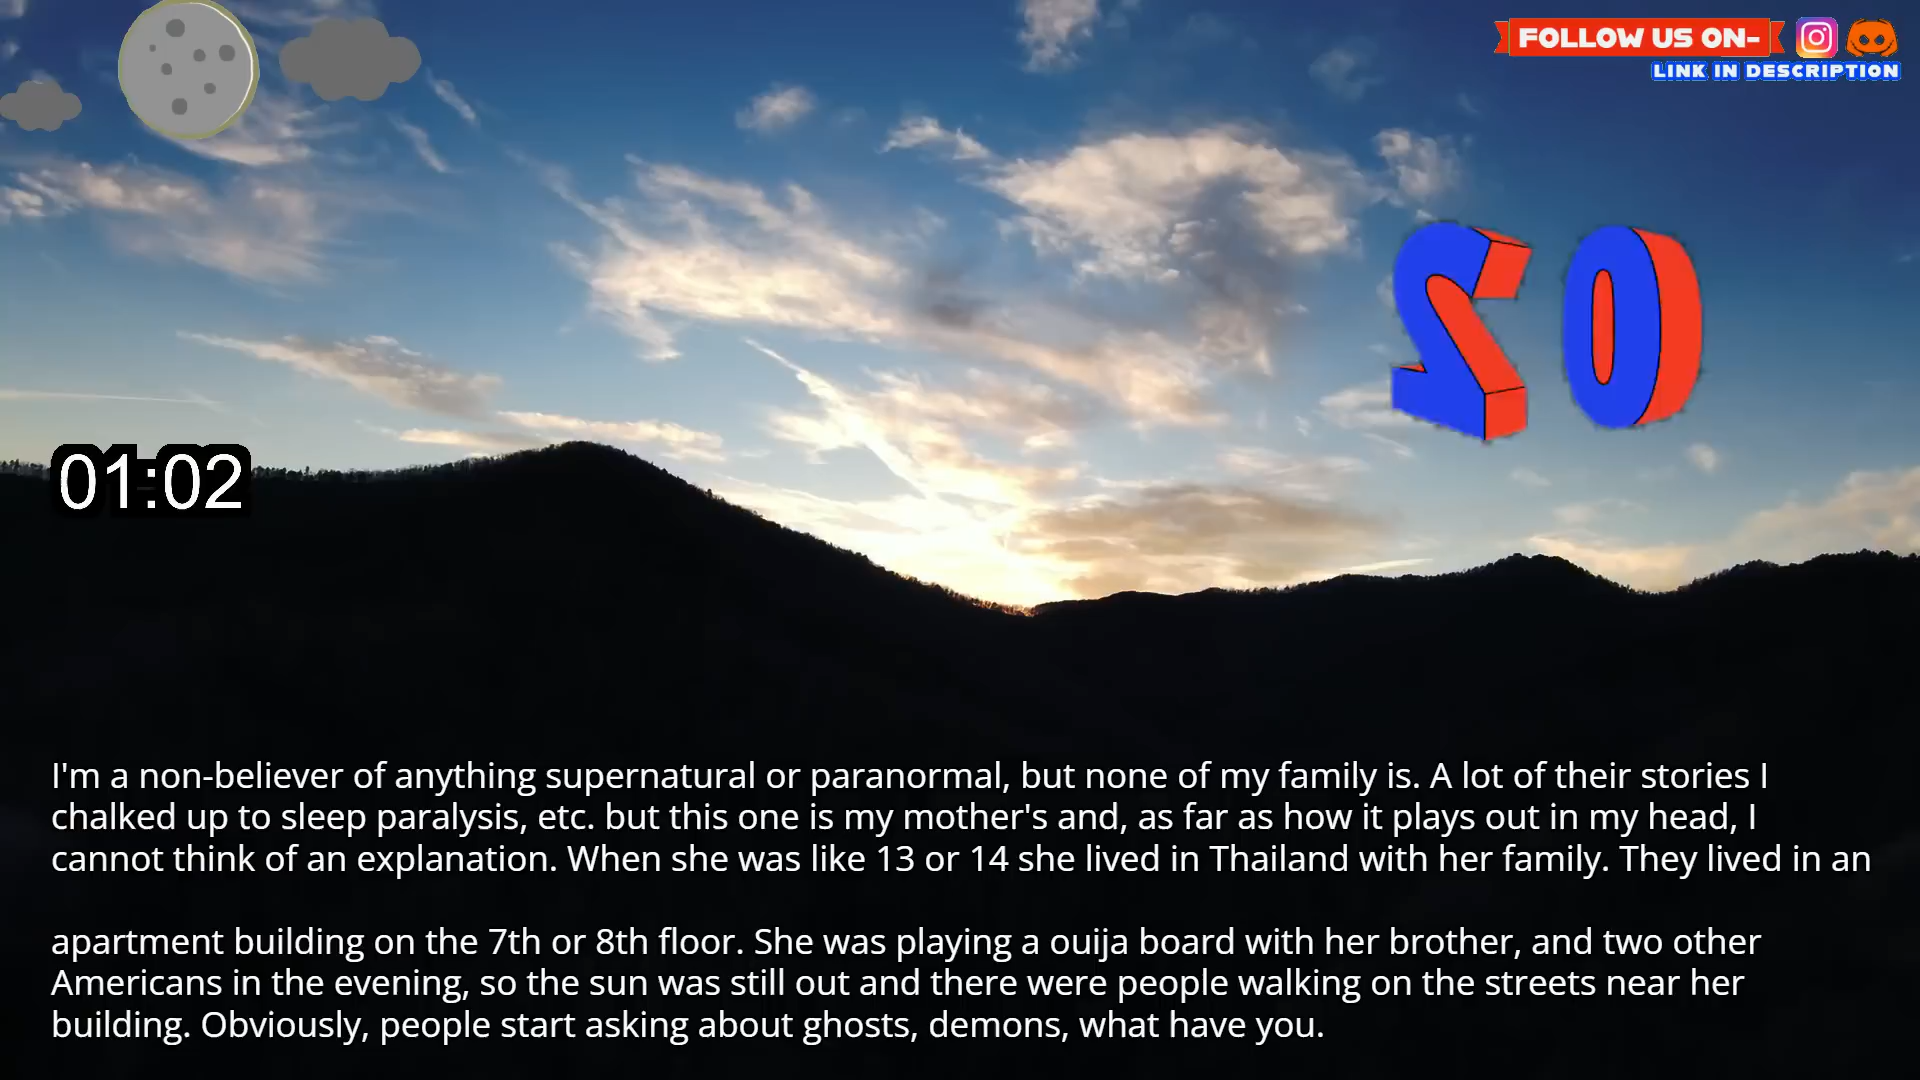 FOLLOW US ON-
LINK IN DESCRIPTION
02
01:02
I'm a non-believer of anything supernatural or paranormal, but none of my family is. A lot of their stories I
chalked up to sleep paralysis, etc. but this one is my mother's and, as far as how it plays out in my head, I
cannot think of an explanation. When she was like 13 or 14 she lived in Thailand with her family. They lived in an
apartment building on the 7th or 8th floor. She was playing a ouija board with her brother, and two other
Americans in the evening, so the sun was still out and there were people walking on the streets near her
building. Obviously, people start asking about ghosts, demons, what have you.